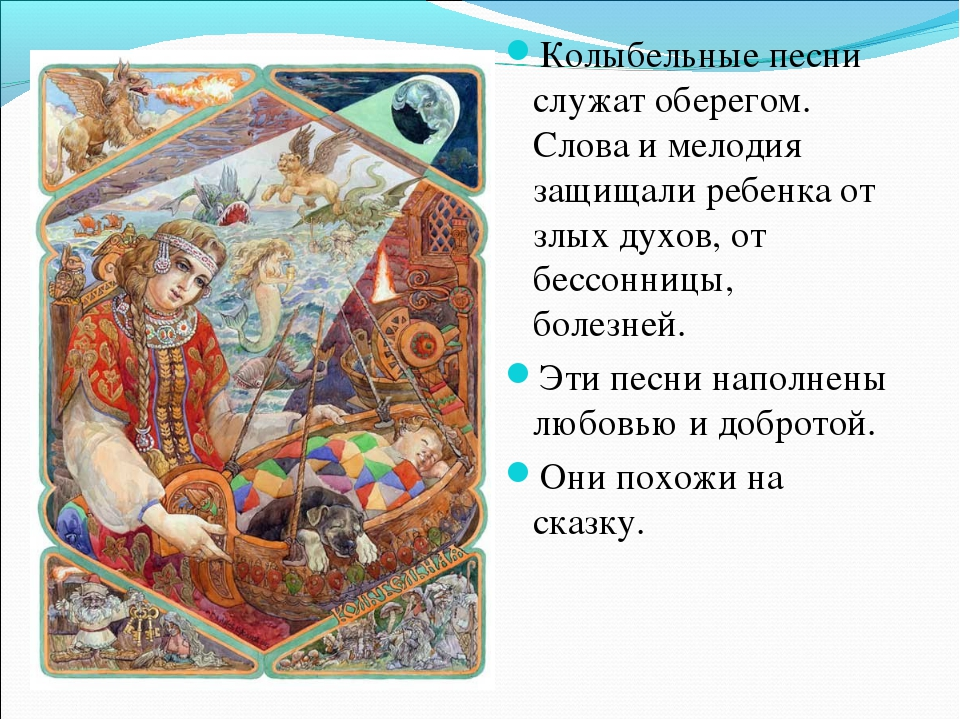 Колыбельные песни
служат оберегом.
Слова и мелодия
защищали ребенка от
злых духов, от
бессонницы,
болезней.
Эти песни наполнены
любовью и добротой.
Они похожи на
сказку.
КОЛЫБЕЛЬНАЯ